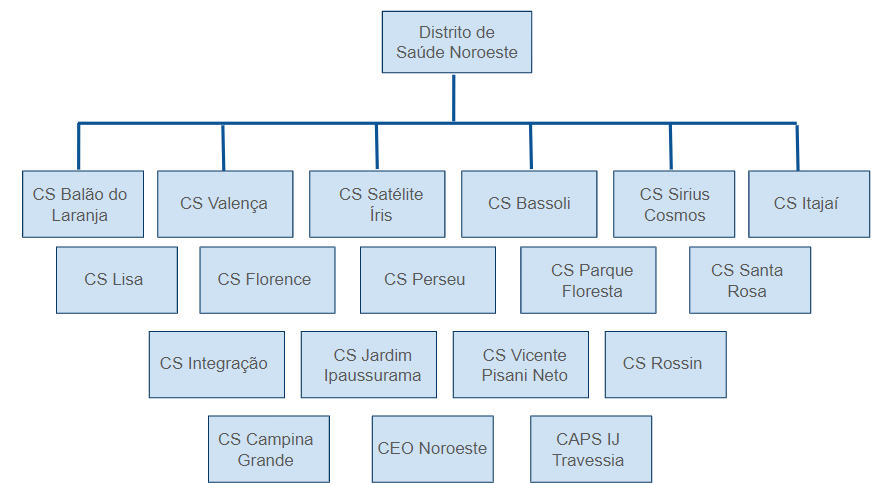 Distrito de
Saúde Noroeste
CS Balão do
Laranja
CS Valença
CS Satélite
Íris
CS Bassoli
CS Sirius
Cosmos
CS Itajaí
CS Lisa
CS Florence
CS Perseu
CS Parque
Floresta
CS Santa
Rosa
CS Integração
CS Jardim
Ipaussurama
CS Vicente
Pisani Neto
CS Rossin
CS Campina
Grande
CEO Noroeste
CAPS IJ
Travessia